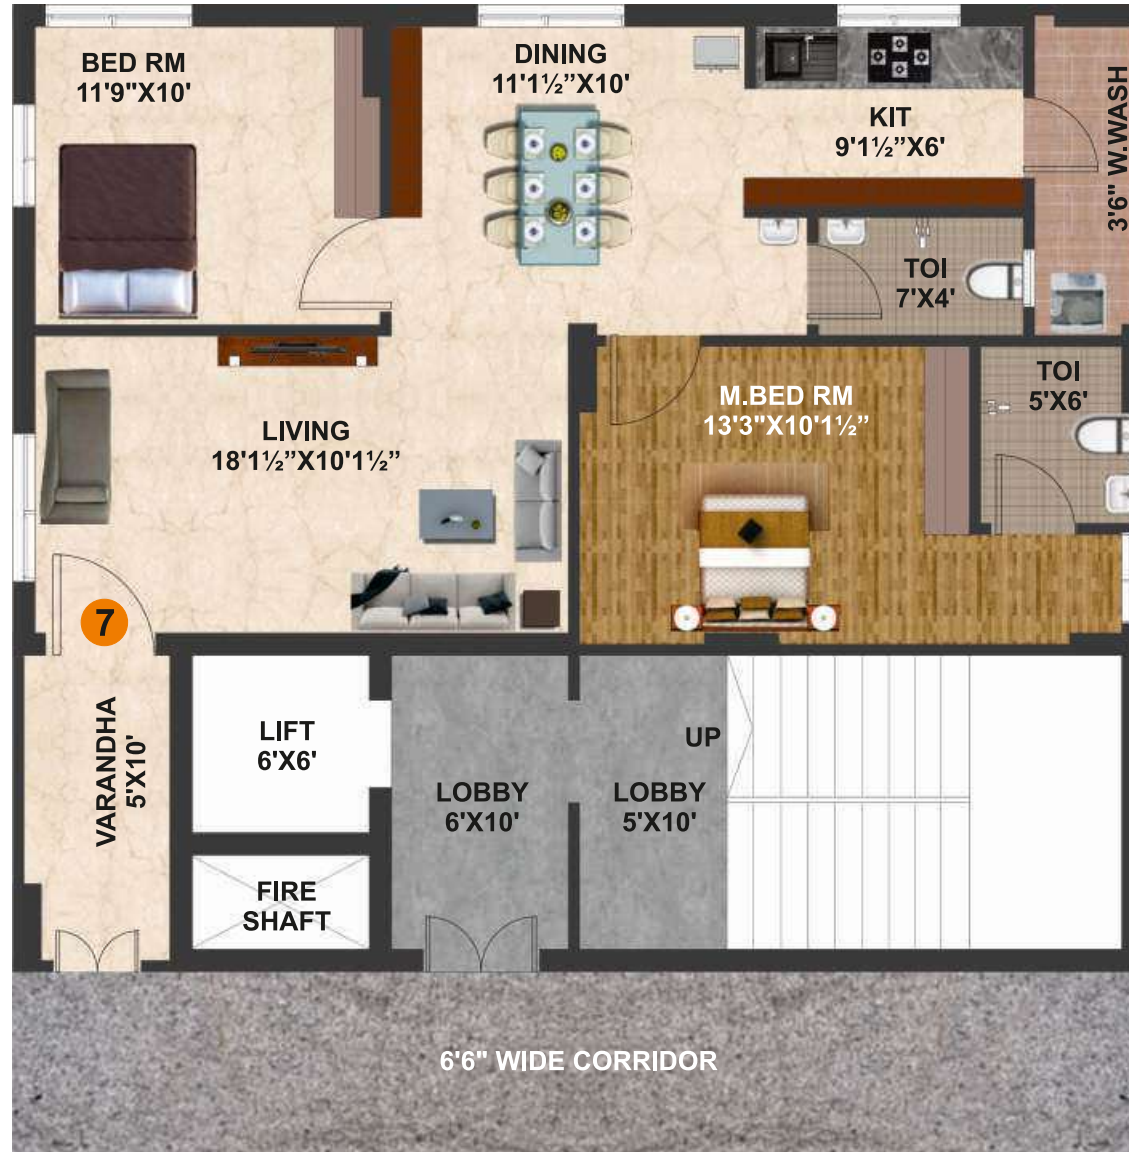 BED RM
11'9"X10'
DINING
11'1½"X10'
KIT
9'1½"X6'
3'6" W.WASH
TOI
7'X4'
TOI
5'X6'
M.BED RM
13'3"X10'1½"
LIVING
18'1½"X10'1½"
7
VARANDHA
5'X10'
LIFT
6'X6'
FIRE
SHAFT
LOBBY
6'X10'
LOBBY
5'X10'
UP
6'6" WIDE CORRIDOR